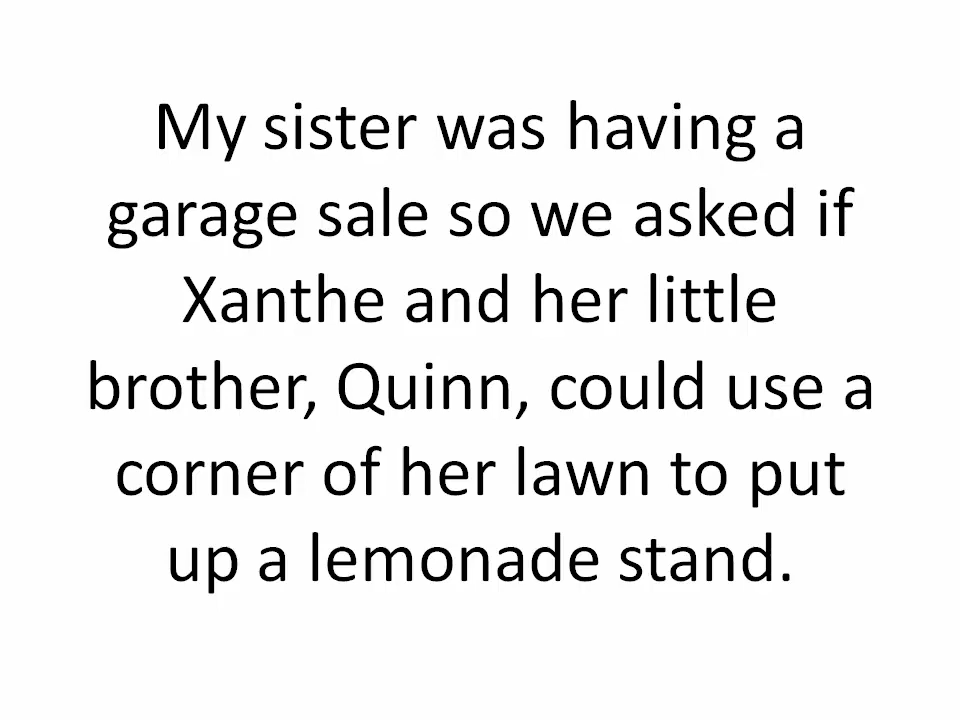 My sister was having a
garage sale so we asked if
Xanthe and her little
brother, Quinn, could use a
corner of her lawn to put
up a lemonade stand.